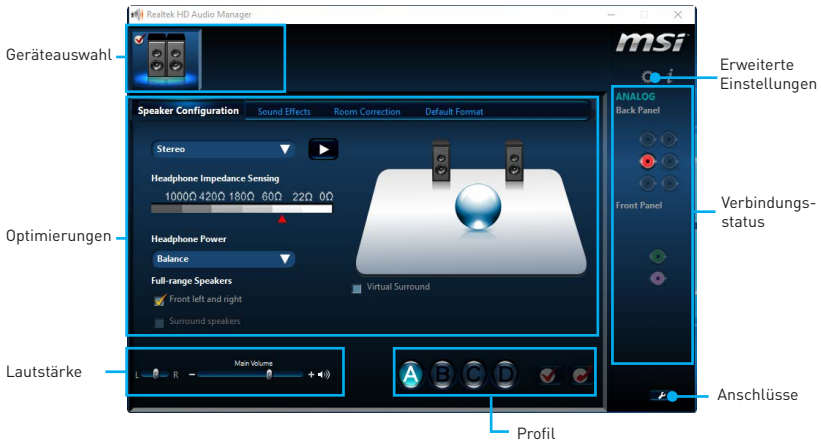 Realtek HD Audio Manager
msi
Geräteauswahl
Erweiterte
Einstellungen
i
ANALOG
Back Panel
Speaker Configuration
Sound Effects
Room Correction
Default Format
Stereo
Headphone Impedance Sensing
1000Ω 420Ω 180Ω 60Ω 22Ω 0Ω
Front Panel
Verbindungs-
status
Optimierungen
Headphone Power
Balance
Full-range Speakers
Front left and right
Virtual Surround
Surround speakers
Lautstärke
Main Volume
L R − +
A B C D
Anschlüsse
Profil